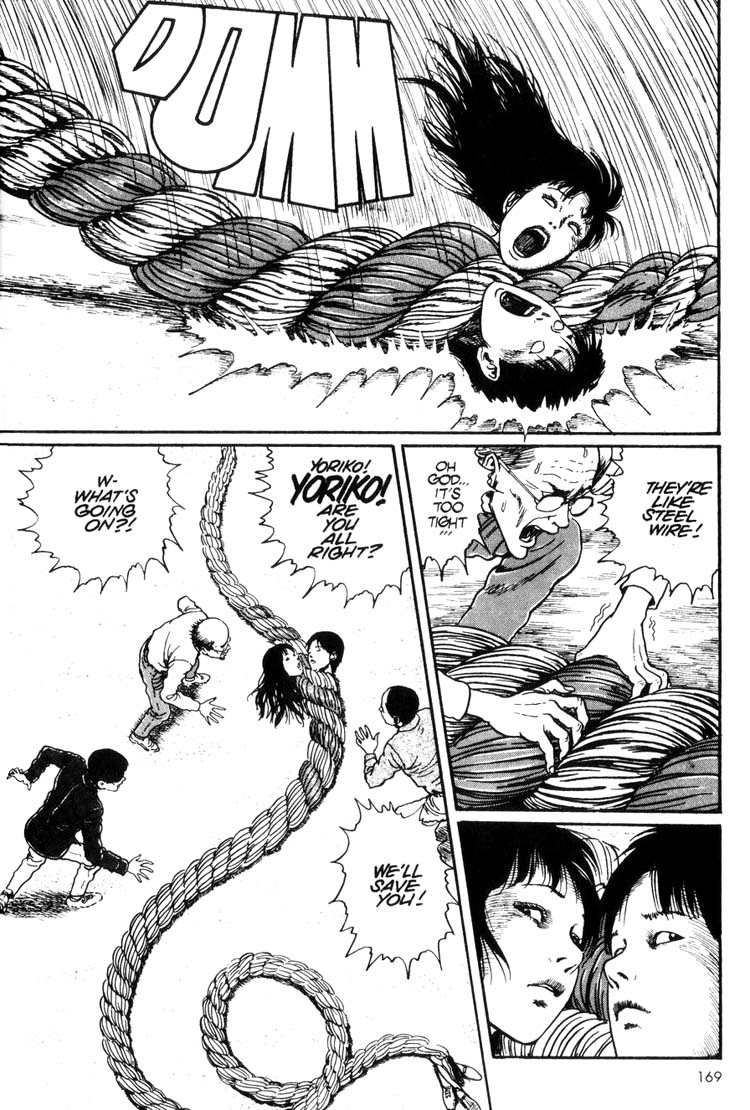 DOMM
W-
WHAT'S
GOING
ON?!
YORIKO!
YORIKO!
ARE
YOU
ALL
RIGHT?
WE'LL
SAVE
YOU!
OH
GOD...
IT'S
TOO
TIGHT
...
THEY'RE
LIKE
STEEL
WIRE!
169